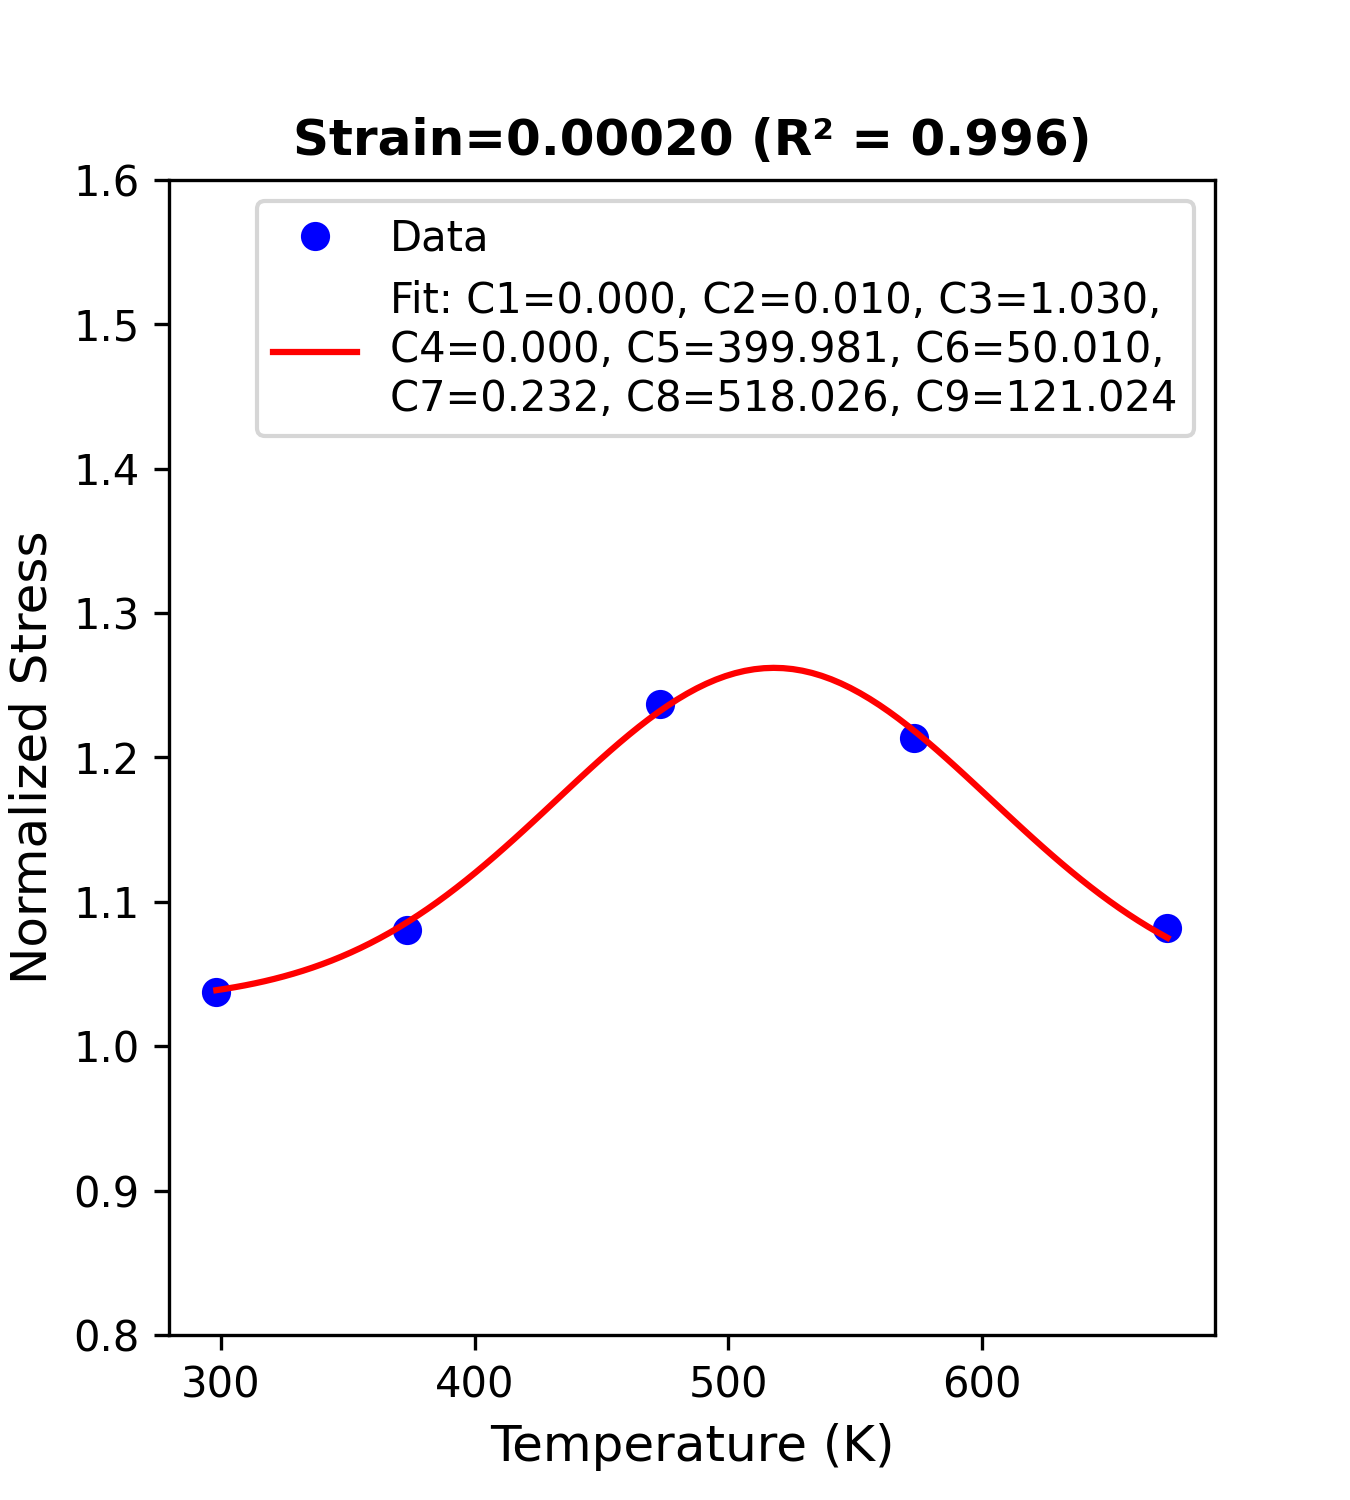 Strain=0.00020 (R² = 0.996)
1.6
1.5
1.4
1.3
1.2
1.1
1.0
0.9
0.8
Normalized Stress
Data
Fit: C1=0.000, C2=0.010, C3=1.030,
C4=0.000, C5=399.981, C6=50.010,
C7=0.232, C8=518.026, C9=121.024
300 400 500 600
Temperature (K)